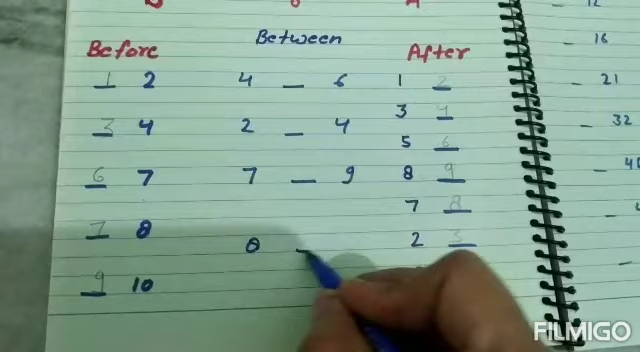 Before Between After
1 2 4 _ 6 1 2
3 4 2 _ 4 3 4
5 6
6 7 7 _ 9 8 9
7 8
7 8 0 _ 2 3
9 10
12
_ 16
_ 21
_ 32
FILMIGO